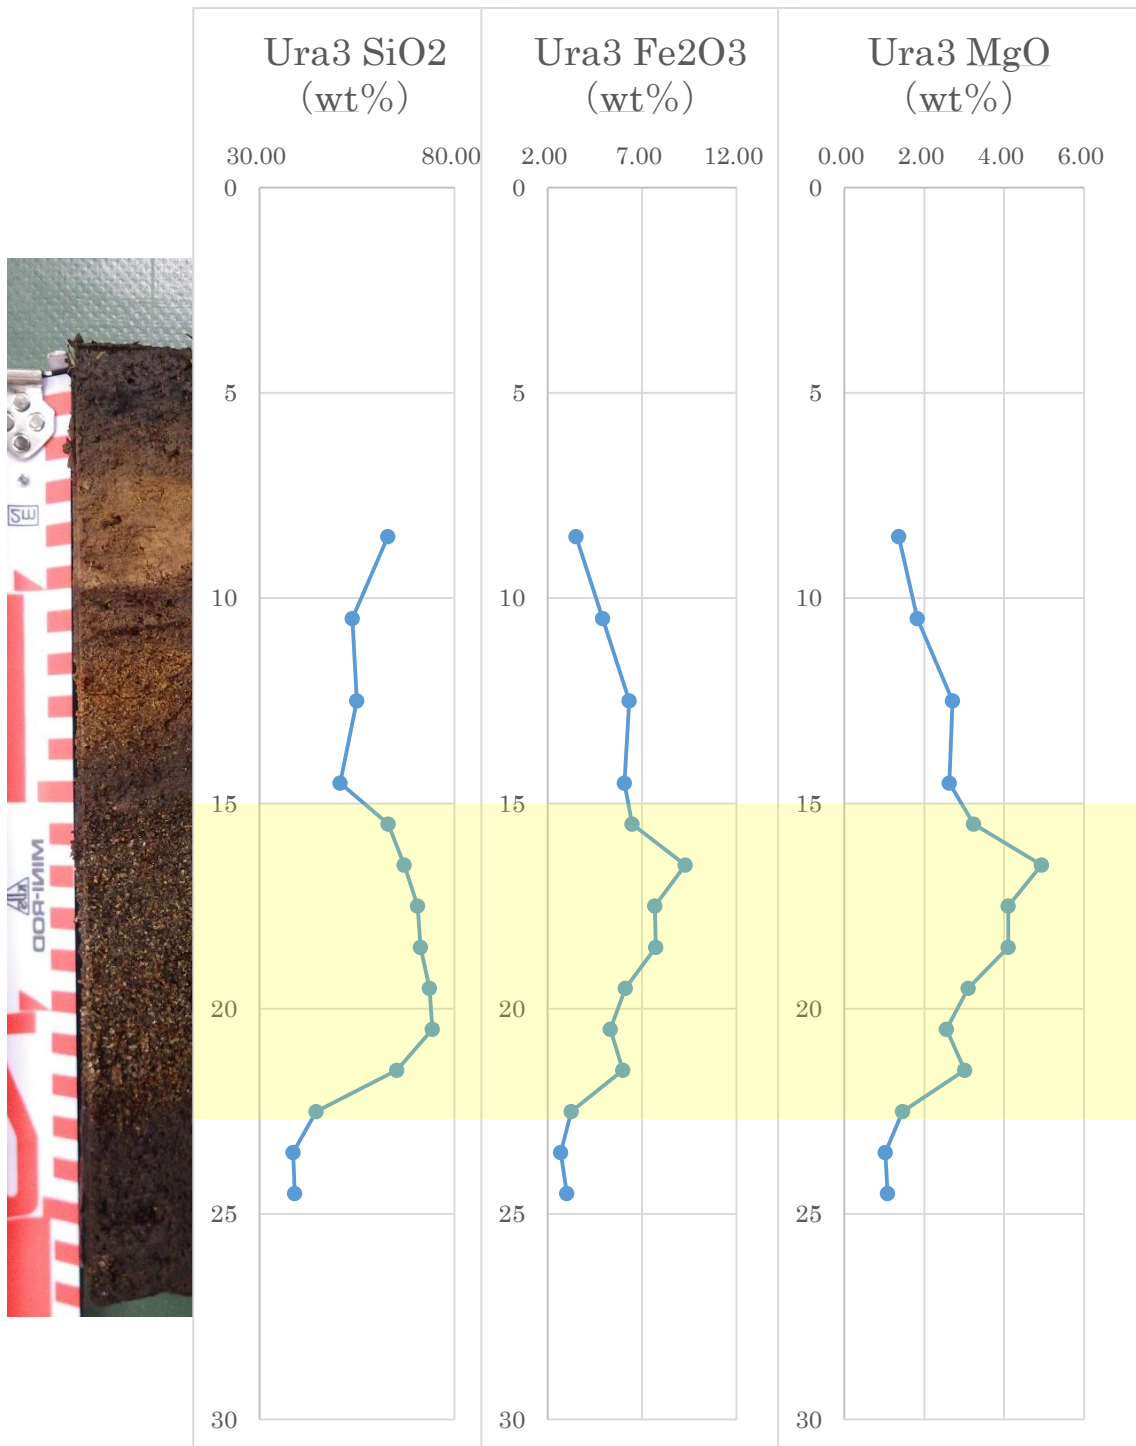 Ura3 SiO2
(wt%)
Ura3 Fe2O3
(wt%)
Ura3 MgO
(wt%)
30.00 80.00
2.00 7.00 12.00
0.00 2.00 4.00 6.00
0 0 0
5 5 5
2W
10 10 10
15 15 15
MINI-ROD
20 20 20
25 25 25
30 30 30